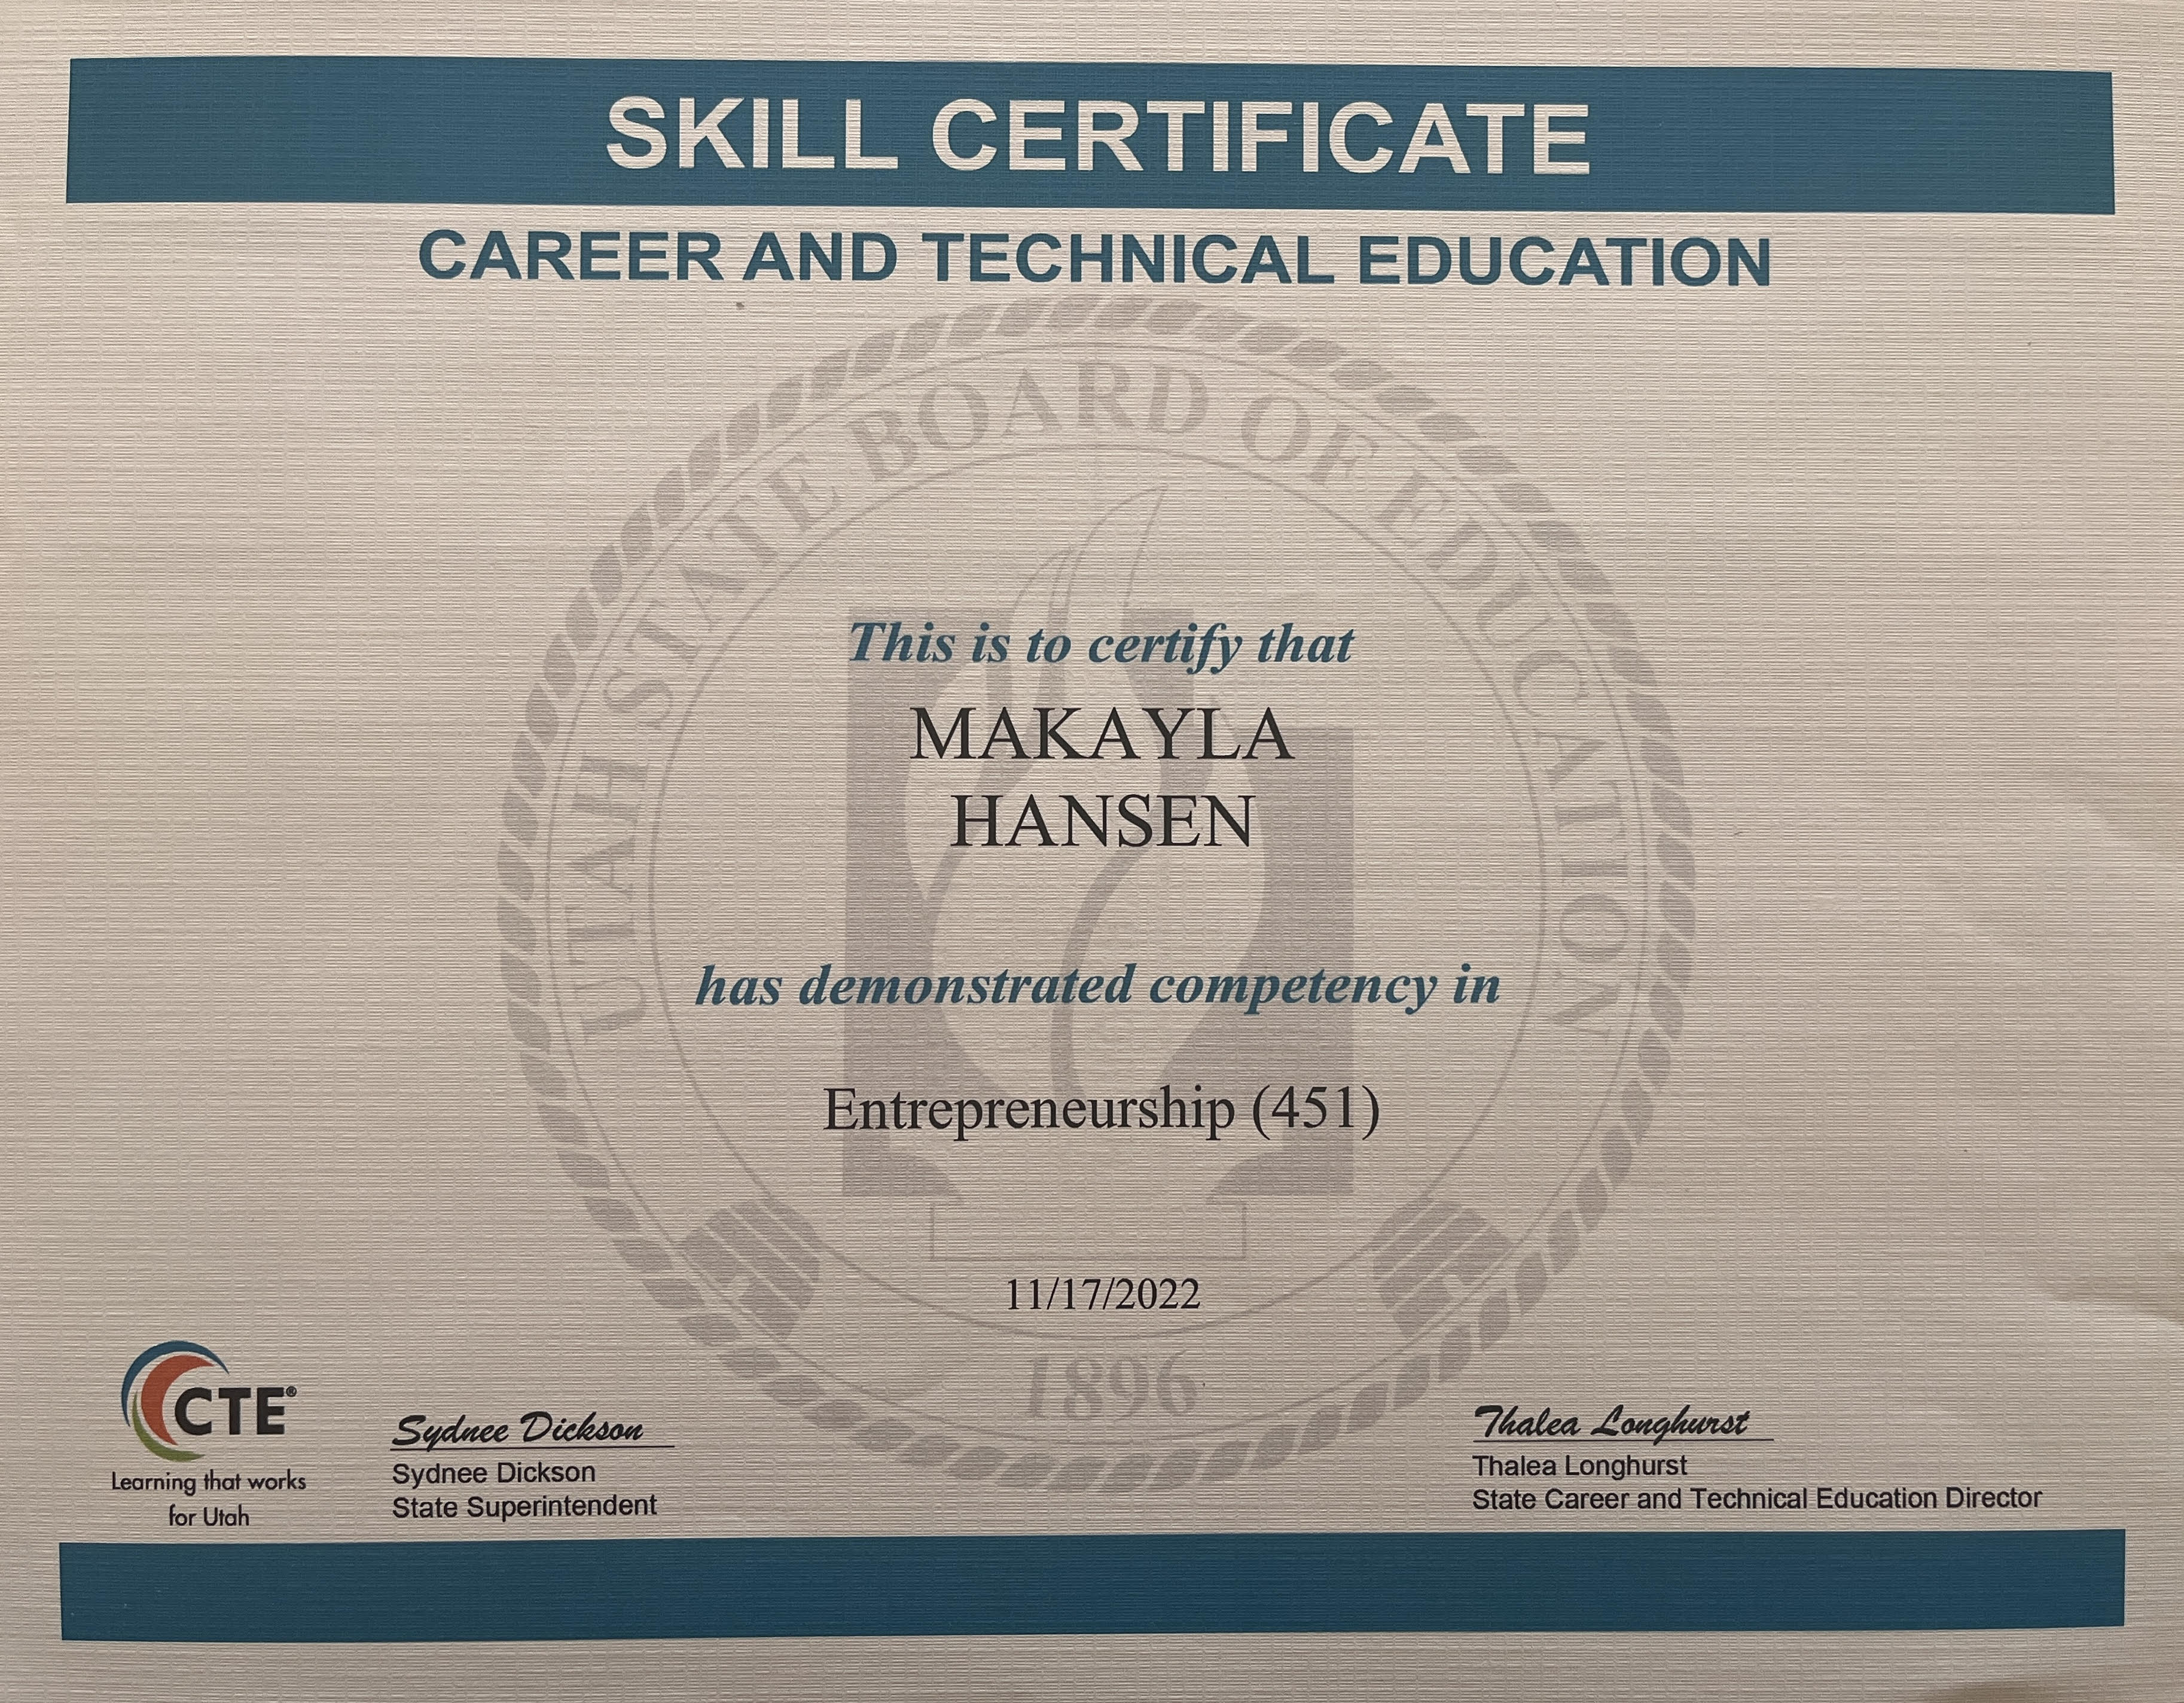 SKILL CERTIFICATE
CAREER AND TECHNICAL EDUCATION
UTAH STATE BOARD OF EDUCATION
This is to certify that
MAKAYLA
HANSEN
has demonstrated competency in
Entrepreneurship (451)
11/17/2022
1896
CTE®
Learning that works
for Utah
Sydnee Dickson
Sydnee Dickson
State Superintendent
Thalea Longhurst
Thalea Longhurst
State Career and Technical Education Director